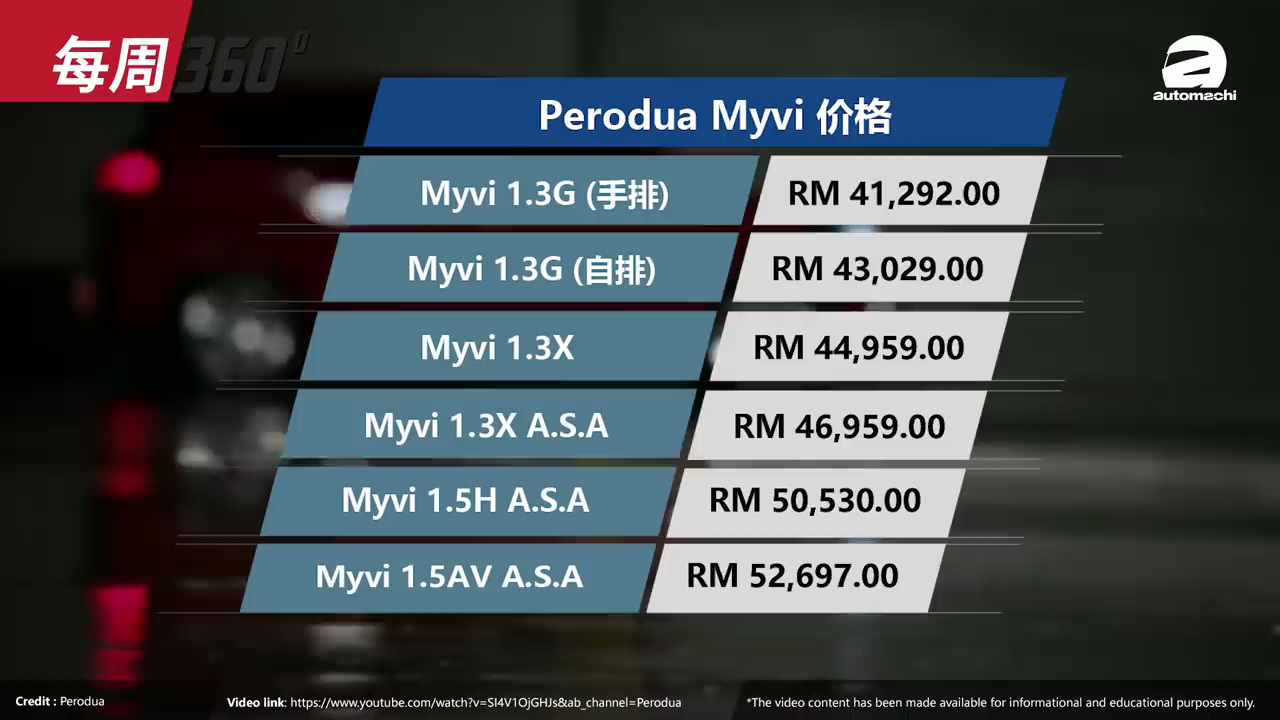 每周360°
automachi
Perodua Myvi 价格
Myvi 1.3G (手排) RM 41,292.00
Myvi 1.3G (自排) RM 43,029.00
Myvi 1.3X RM 44,959.00
Myvi 1.3X A.S.A RM 46,959.00
Myvi 1.5H A.S.A RM 50,530.00
Myvi 1.5AV A.S.A RM 52,697.00
Credit : Perodua
Video link: https://www.youtube.com/watch?v=SI4V1OjGHJs&ab_channel=Perodua
*The video content has been made available for informational and educational purposes only.